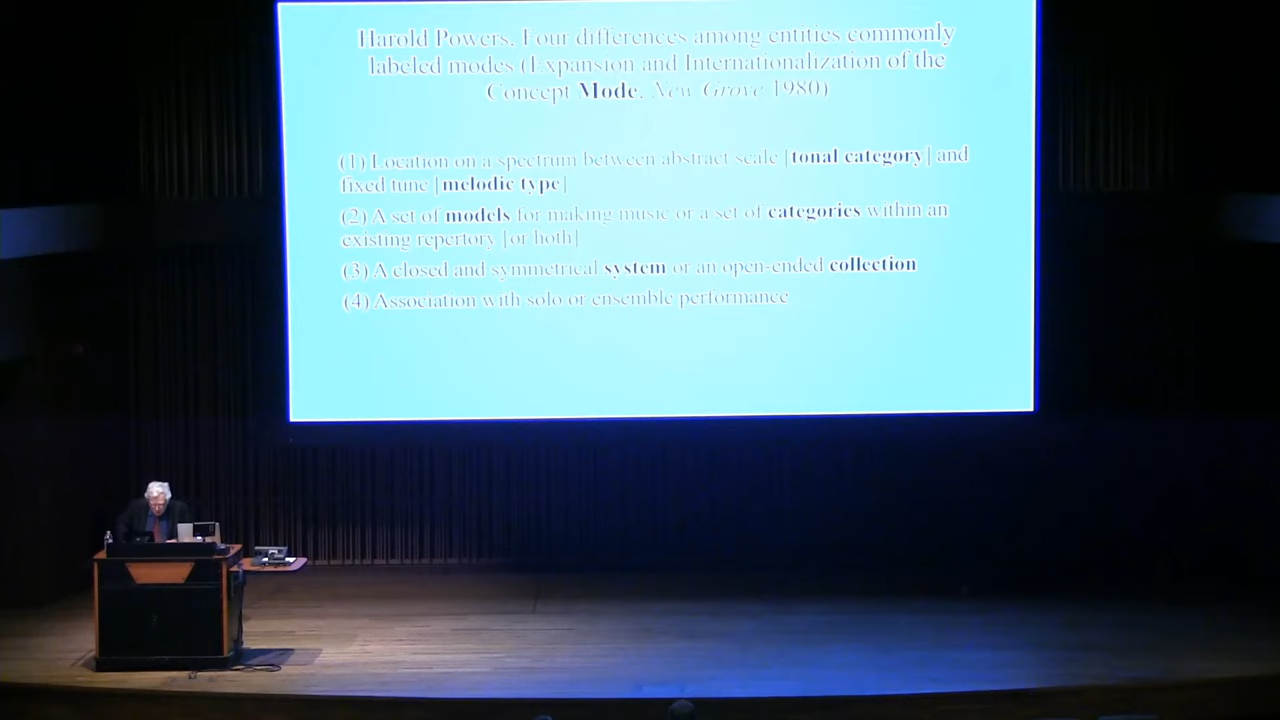 Harold Powers. Four differences among entities commonly
labeled modes (Expansion and Internationalization of the
Concept Mode. New Grove 1980)
(1) Location on a spectrum between abstract scale [tonal category] and
fixed tune [melodic type]
(2) A set of models for making music or a set of categories within an
existing repertory [or both]
(3) A closed and symmetrical system or an open-ended collection
(4) Association with solo or ensemble performance